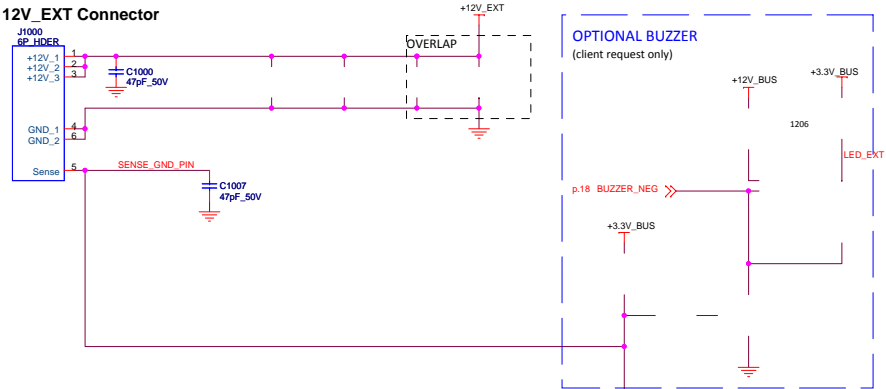 12V_EXT Connector
J1000
6P_HDER
+12V_1
1
+12V_2
2
+12V_3
3
GND_1
4
GND_2
6
Sense
5
C1000
47pF_50V
SENSE_GND_PIN
C1007
47pF_50V
+12V_EXT
OVERLAP
OPTIONAL BUZZER
(client request only)
+12V_BUS
+3.3V_BUS
1206
LED_EXT
p.18 BUZZER_NEG
+3.3V_BUS